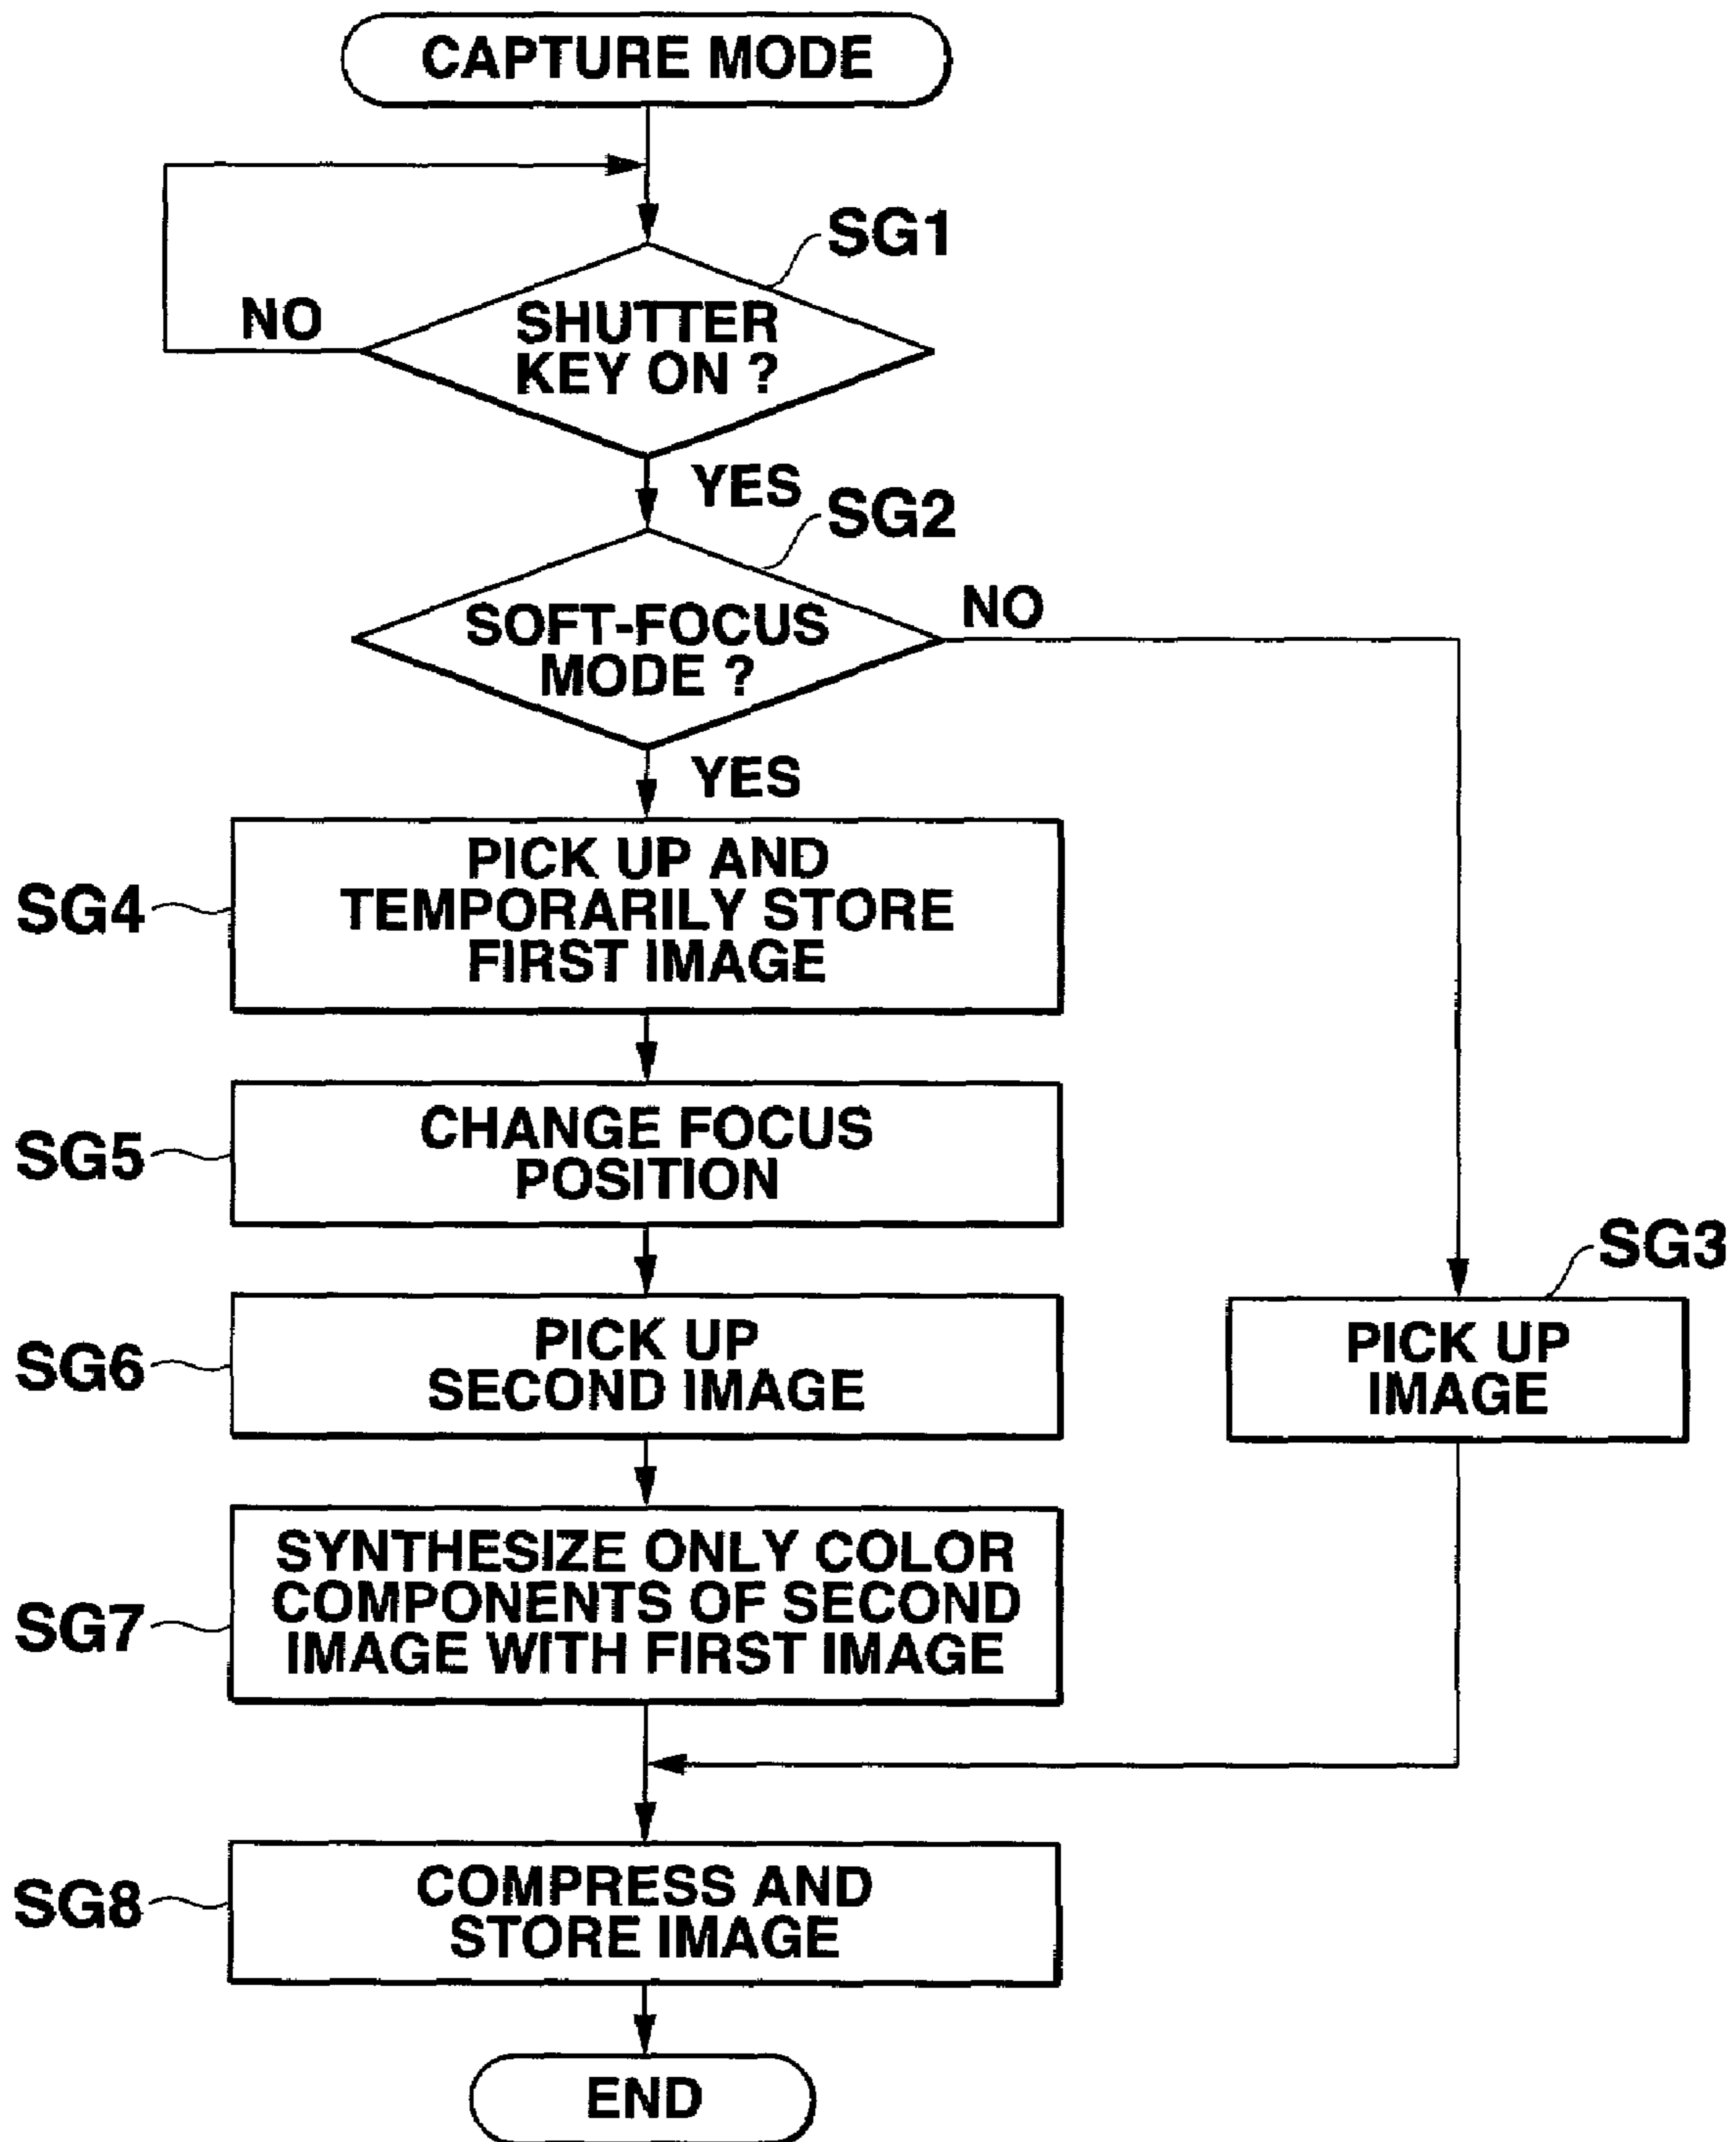 CAPTURE MODE
SG1
NO
SHUTTER
KEY ON ?
YES
SG2
NO
SOFT-FOCUS
MODE ?
YES
SG4
PICK UP AND
TEMPORARILY STORE
FIRST IMAGE
SG5
CHANGE FOCUS
POSITION
SG3
SG6
PICK UP
SECOND IMAGE
PICK UP
IMAGE
SG7
SYNTHESIZE ONLY COLOR
COMPONENTS OF SECOND
IMAGE WITH FIRST IMAGE
SG8
COMPRESS AND
STORE IMAGE
END